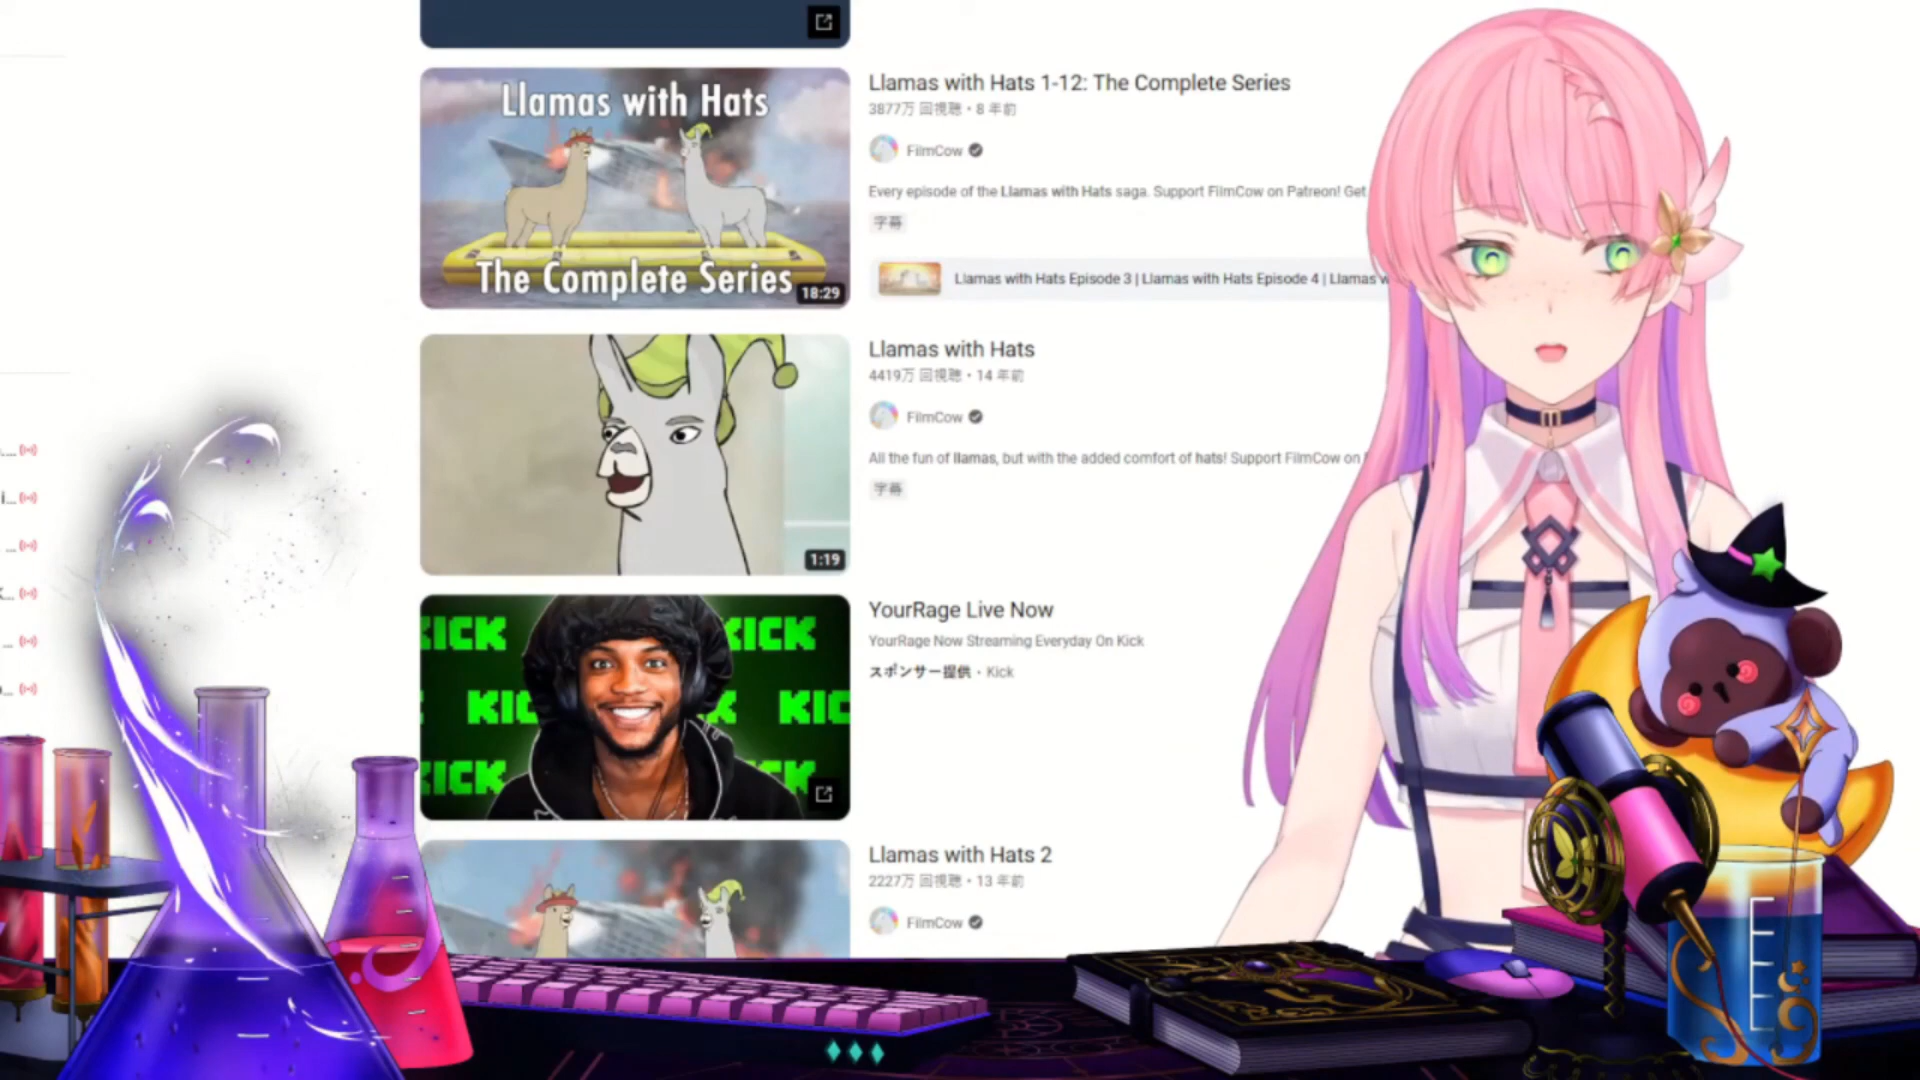 Llamas with Hats
The Complete Series
18:29
Llamas with Hats 1-12: The Complete Series
3877万 回視聴・8 年前
FilmCow
Every episode of the Llamas with Hats saga. Support FilmCow on Patreon! Get
字幕
Llamas with Hats Episode 3 | Llamas with Hats Episode 4 | Llamas w
1:19
Llamas with Hats
4419万 回視聴・14 年前
FilmCow
All the fun of llamas, but with the added comfort of hats! Support FilmCow on
字幕
KICK KICK
KICK KICK
KICK KICK
YourRage Live Now
YourRage Now Streaming Everyday On Kick
スポンサー提供・Kick
Llamas with Hats 2
2227万 回視聴・13 年前
FilmCow